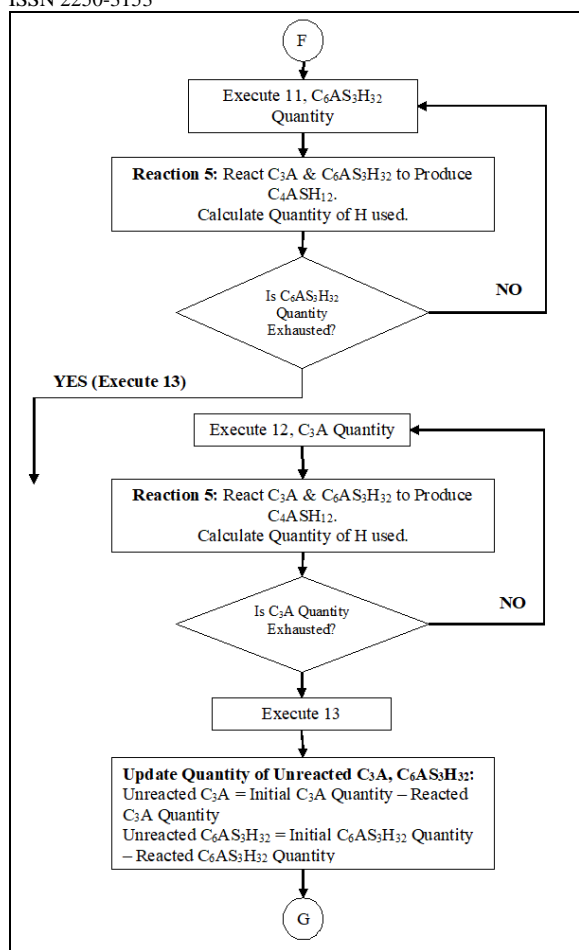 ISSN 2250-3153
F
Execute 11, C₆AS₃H₃₂
Quantity
Reaction 5: React C₃A & C₆AS₃H₃₂ to Produce
C₄ASH₁₂.
Calculate Quantity of H used.
Is C₆AS₃H₃₂
Quantity
Exhausted?
NO
YES (Execute 13)
Execute 12, C₃A Quantity
Reaction 5: React C₃A & C₆AS₃H₃₂ to Produce
C₄ASH₁₂.
Calculate Quantity of H used.
Is C₃A Quantity
Exhausted?
NO
Execute 13
Update Quantity of Unreacted C₃A, C₆AS₃H₃₂:
Unreacted C₃A = Initial C₃A Quantity – Reacted
C₃A Quantity
Unreacted C₆AS₃H₃₂ = Initial C₆AS₃H₃₂ Quantity
– Reacted C₆AS₃H₃₂ Quantity
G